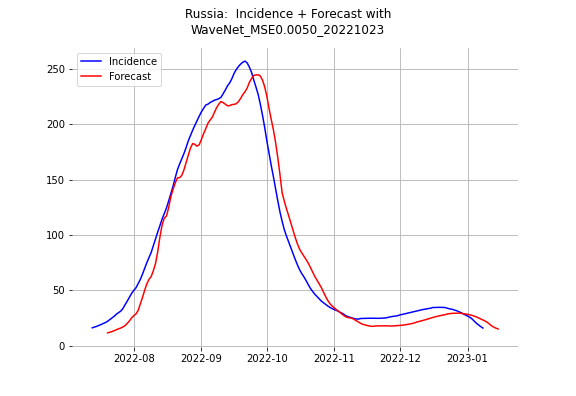 Russia:  Incidence + Forecast with
WaveNet_MSE0.0050_20221023
Incidence
Forecast
250
200
150
100
50
0
2022-08 2022-09 2022-10 2022-11 2022-12 2023-01